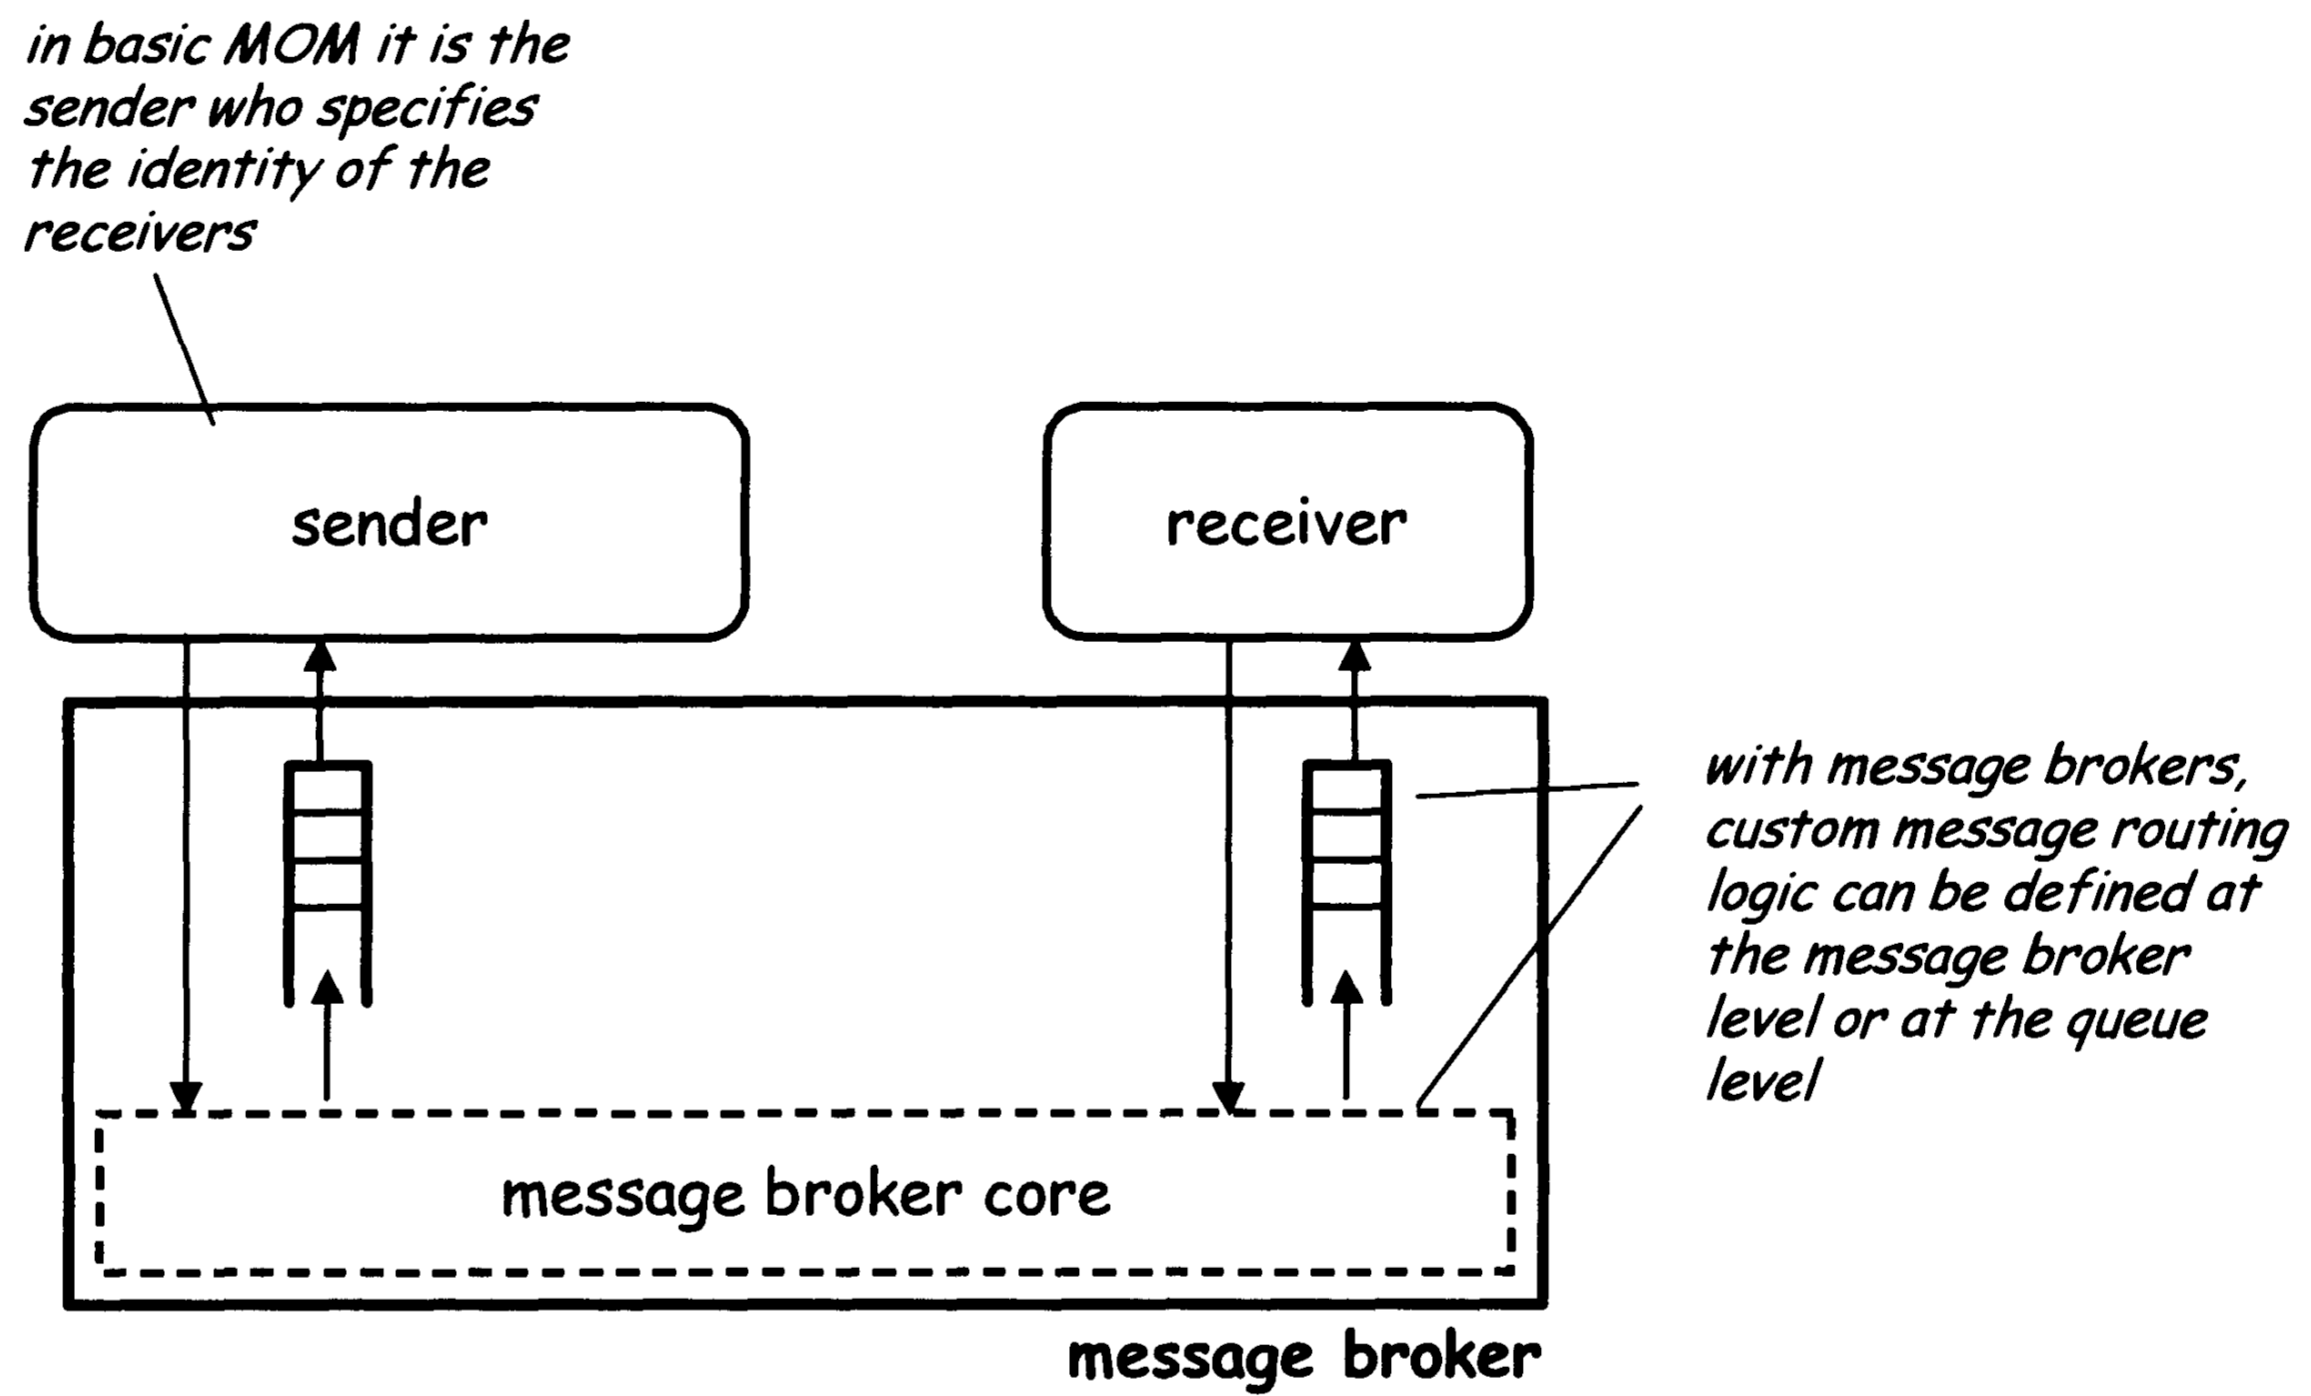 in basic MOM it is the
sender who specifies
the identity of the
receivers
sender
receiver
with message brokers,
custom message routing
logic can be defined at
the message broker
level or at the queue
level
message broker core
message broker